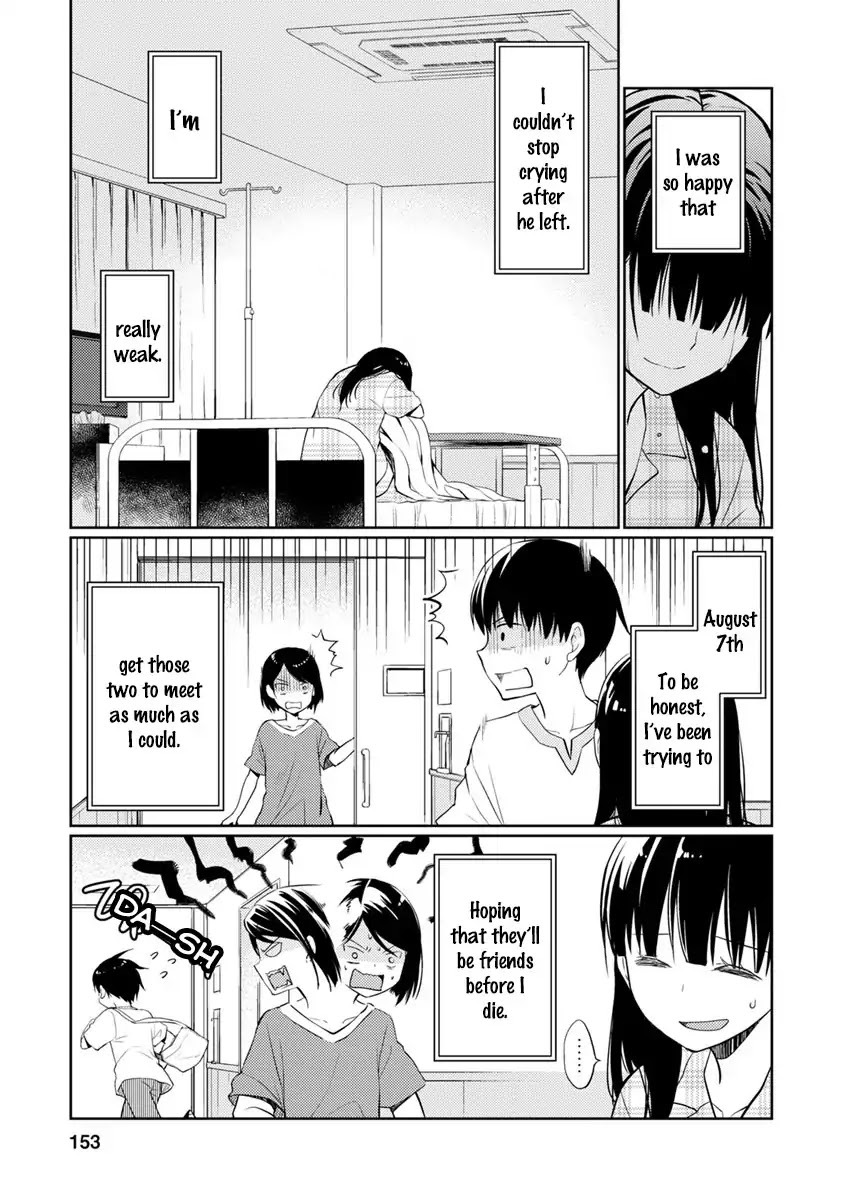 I was
so happy
that
I
couldn't
stop
crying
after
he left.
I'm
really
weak.
August
7th
To be
honest,
I've been
trying to
get those
two to meet
as much as
I could.
Hoping
that they'll
be friends
before I
die.
......
DA—SH
153